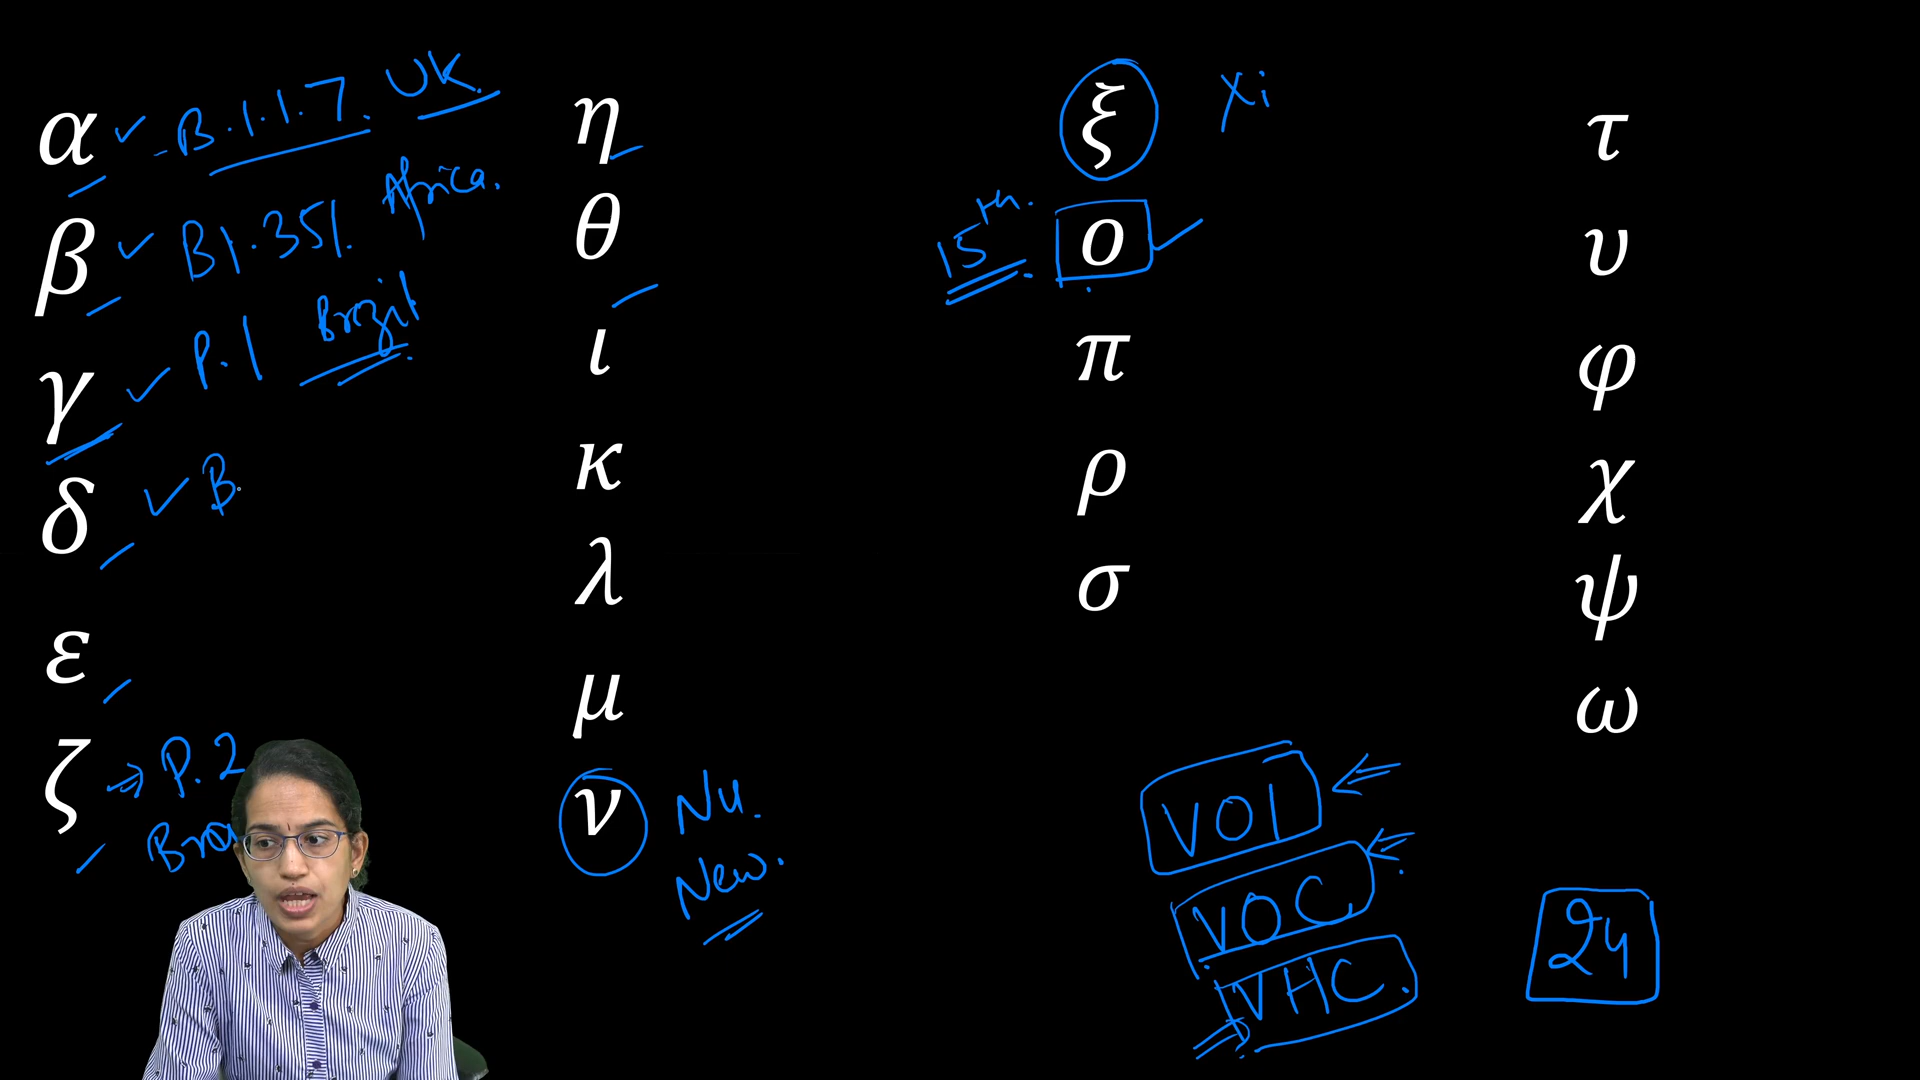 α - B.1.1.7. UK.
β B1.351. Africa.
γ P.1 Brazil
δ B.
ε
ζ → P.2
η
θ
ι
κ
λ
μ
ν Nu.
New.
ξ Xi
15th. ο
π
ρ
σ
τ
υ
φ
χ
ψ
ω
VOI
VOC
VHC.
24